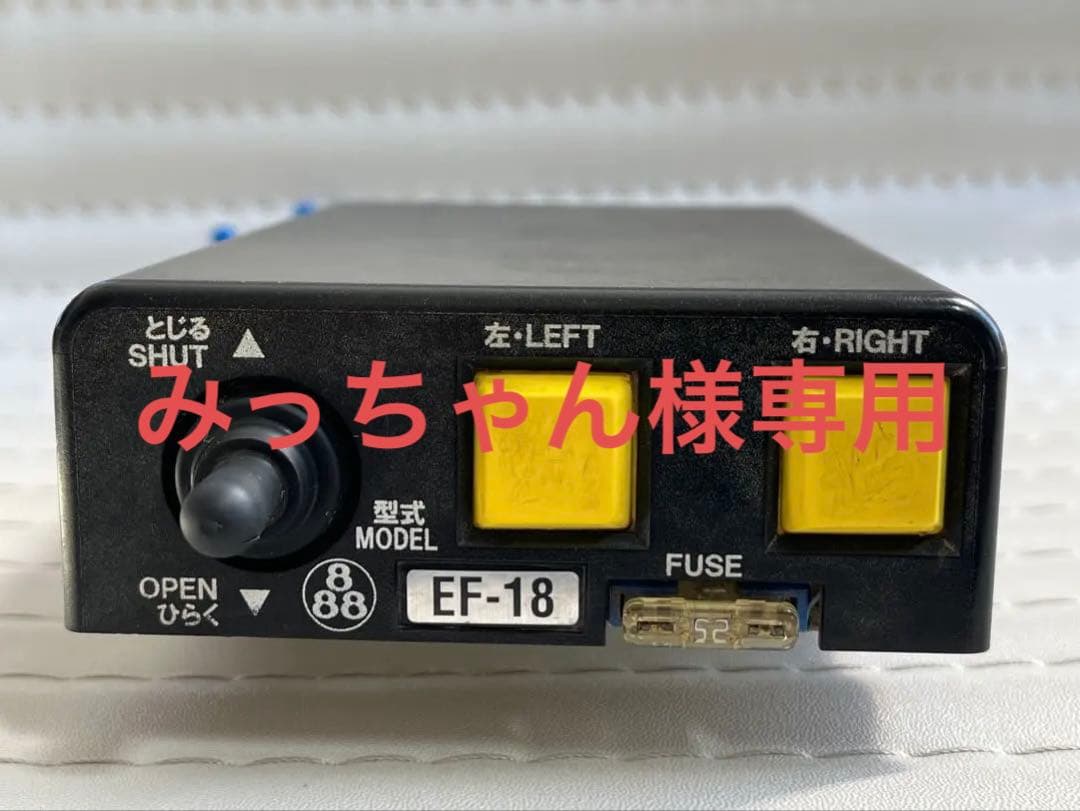 とじる
SHUT ▲
左・LEFT
右・RIGHT
みっちゃん様専用
型式
MODEL
OPEN ▼
ひらく
8
88
EF-18
FUSE
25